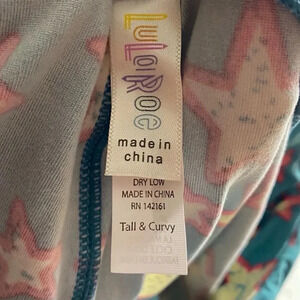 LuLaRoe
made in
china
DRY LOW
MADE IN CHINA
RN 142161
Tall & Curvy